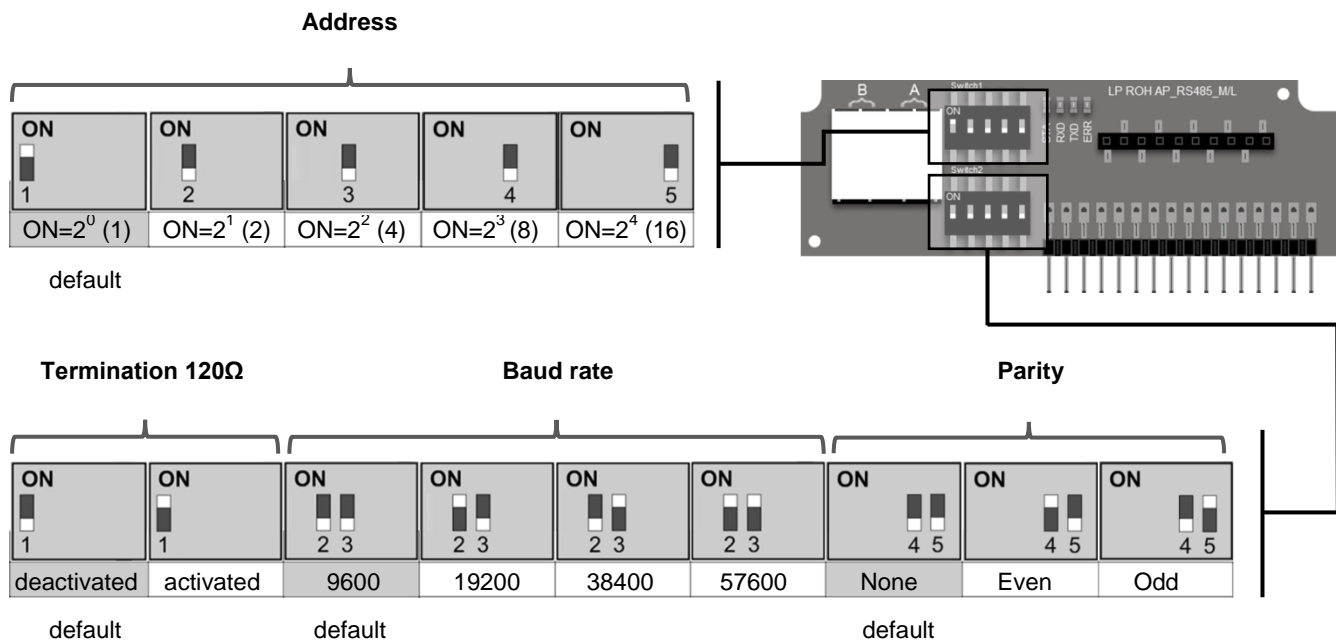 Address
ON ON ON ON ON
1 2 3 4 5
ON=2⁰ (1) ON=2¹ (2) ON=2² (4) ON=2³ (8) ON=2⁴ (16)
default
B A Switch1 LP ROH AP_RS485_M/L
ON
STA RXD TXD ERR
Switch2
ON
Termination 120Ω Baud rate Parity
ON ON ON ON ON ON ON ON ON
1 1 2 3 2 3 2 3 2 3 4 5 4 5 4 5
deactivated activated 9600 19200 38400 57600 None Even Odd
default default default